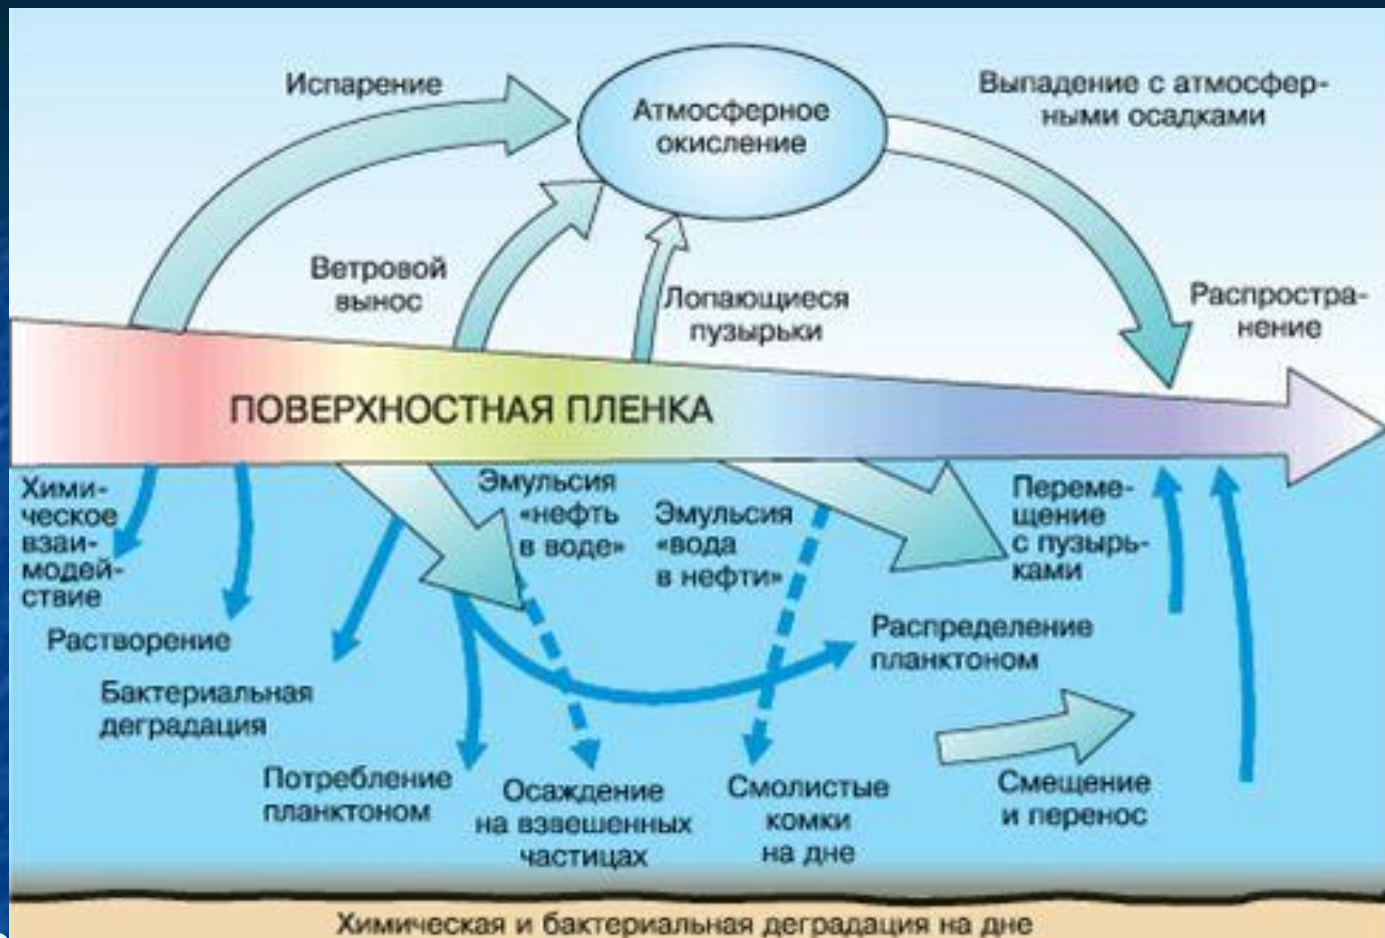 Испарение
Атмосферное
окисление
Выпадение с атмосфер-
ными осадками
Ветровой
вынос
Лопающиеся
пузырьки
Распростра-
нение
ПОВЕРХНОСТНАЯ ПЛЕНКА
Хими-
ческое
взаи-
модей-
ствие
Эмульсия
«нефть
в воде»
Эмульсия
«вода
в нефти»
Переме-
щение
с пузырь-
ками
Растворение
Бактериальная
деградация
Распределение
планктоном
Потребление
планктоном
Осаждение
на взвешенных
частицах
Смолистые
комки
на дне
Смещение
и перенос
Химическая и бактериальная деградация на дне